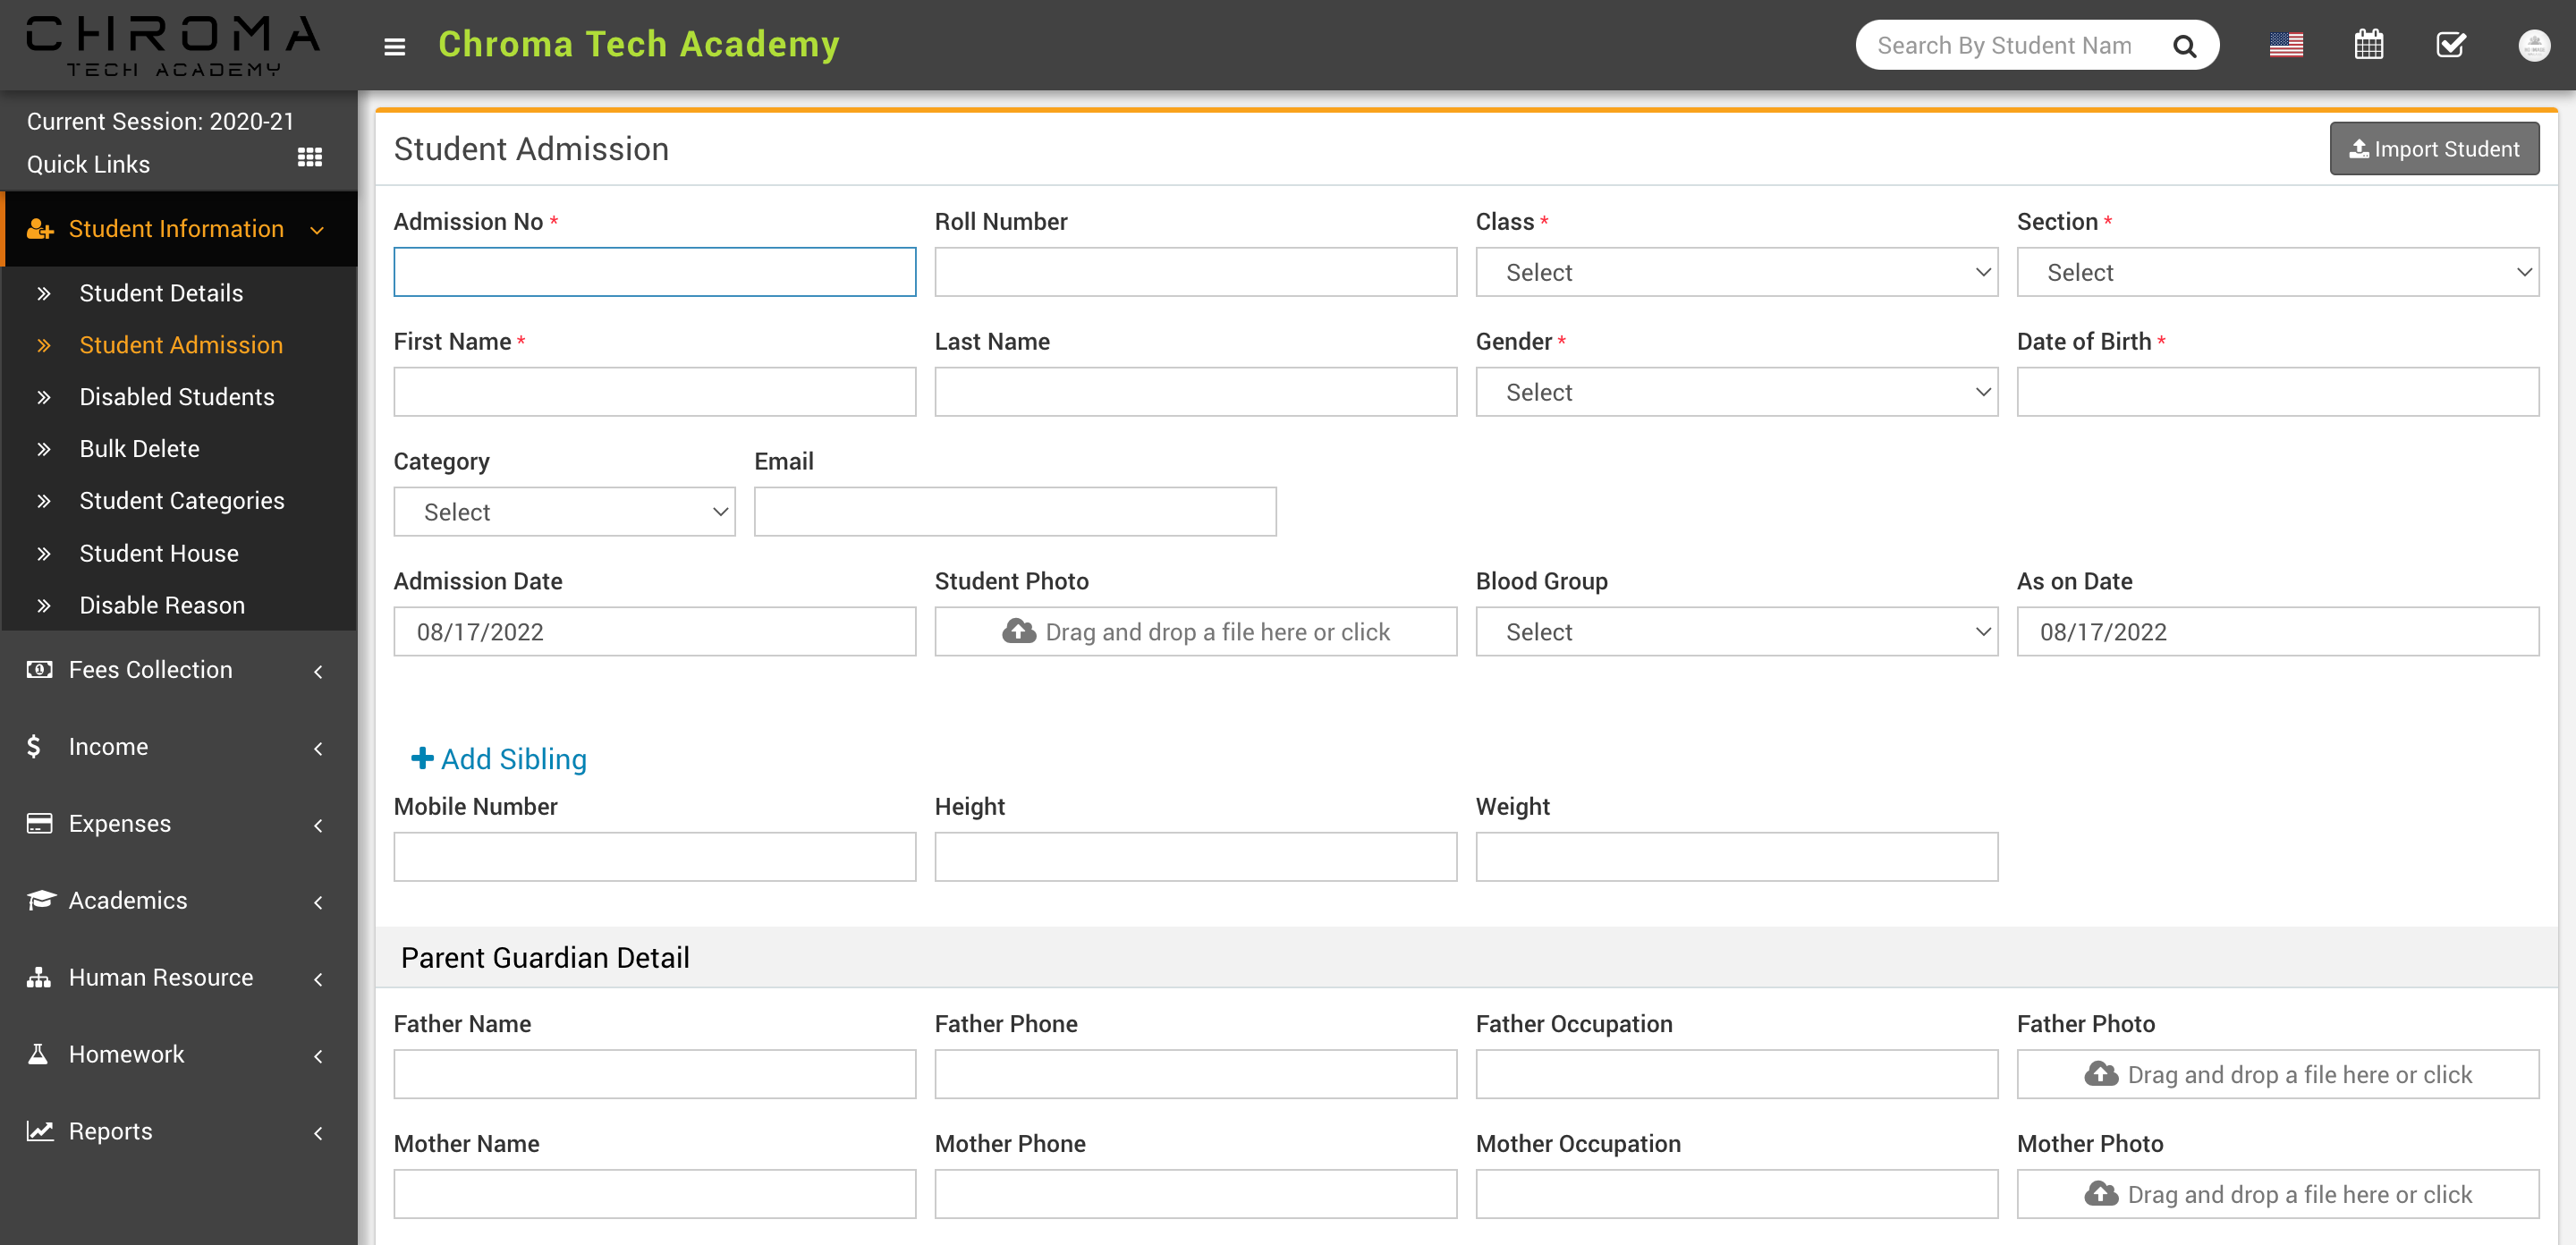 CHROMA
TECH ACADEMY
Chroma Tech Academy
Search By Student Nam
Current Session: 2020-21
Quick Links
Student Information
Student Details
Student Admission
Disabled Students
Bulk Delete
Student Categories
Student House
Disable Reason
Fees Collection
Income
Expenses
Academics
Human Resource
Homework
Reports
Student Admission
Import Student
Admission No *
Roll Number
Class *
Section *
Select
Select
First Name *
Last Name
Gender *
Date of Birth *
Select
Category
Email
Select
Admission Date
Student Photo
Blood Group
As on Date
08/17/2022
Drag and drop a file here or click
Select
08/17/2022
Add Sibling
Mobile Number
Height
Weight
Parent Guardian Detail
Father Name
Father Phone
Father Occupation
Father Photo
Drag and drop a file here or click
Mother Name
Mother Phone
Mother Occupation
Mother Photo
Drag and drop a file here or click